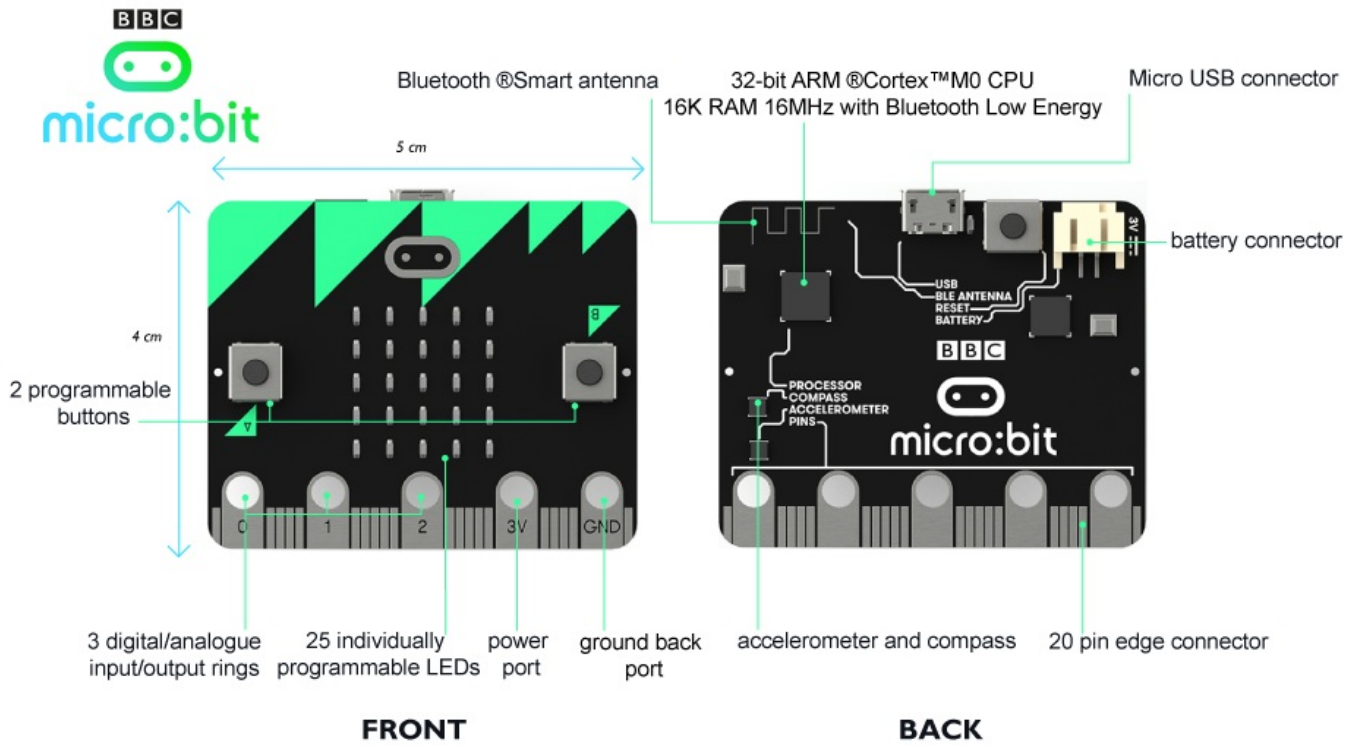 BBC
micro:bit
Bluetooth ®Smart antenna
32-bit ARM ®Cortex™M0 CPU
16K RAM 16MHz with Bluetooth Low Energy
Micro USB connector
5 cm
battery connector
3V
USB
BLE ANTENNA
RESET
BATTERY
4 cm
B
BBC
2 programmable
buttons
A
PROCESSOR
COMPASS
ACCELEROMETER
PINS
micro:bit
0
1
2
3V
GND
3 digital/analogue
input/output rings
25 individually
programmable LEDs
power
port
ground back
port
accelerometer and compass
20 pin edge connector
FRONT
BACK